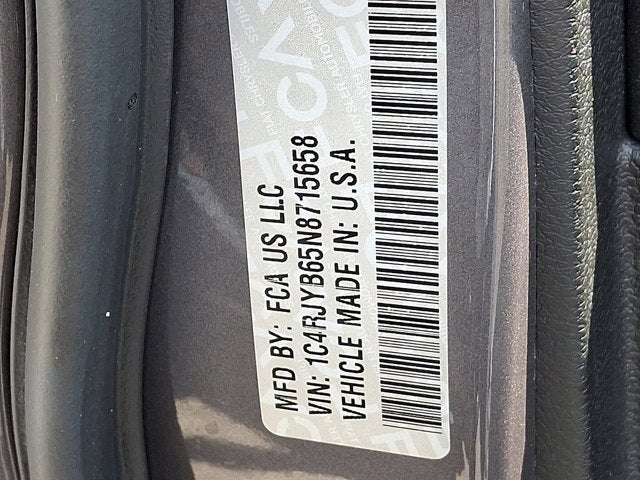 MFD BY: FCA US LLC
VIN: 1C4RJYB65N8715658
VEHICLE MADE IN: U.S.A.